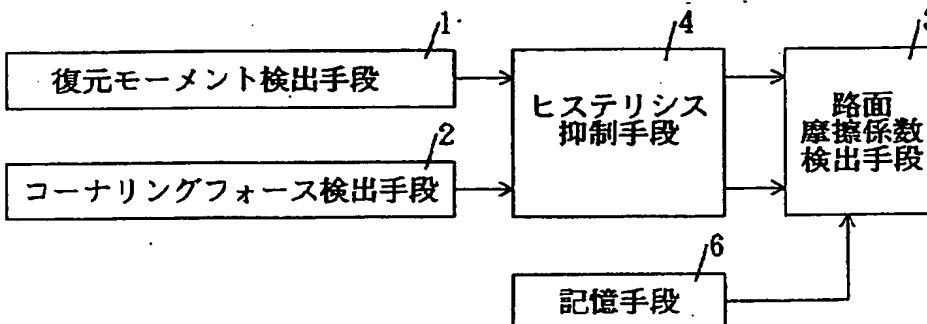 1
復元モーメント検出手段
2
コーナリングフォース検出手段
4
ヒステリシス
抑制手段
路面
摩擦係数
検出手段
6
記憶手段